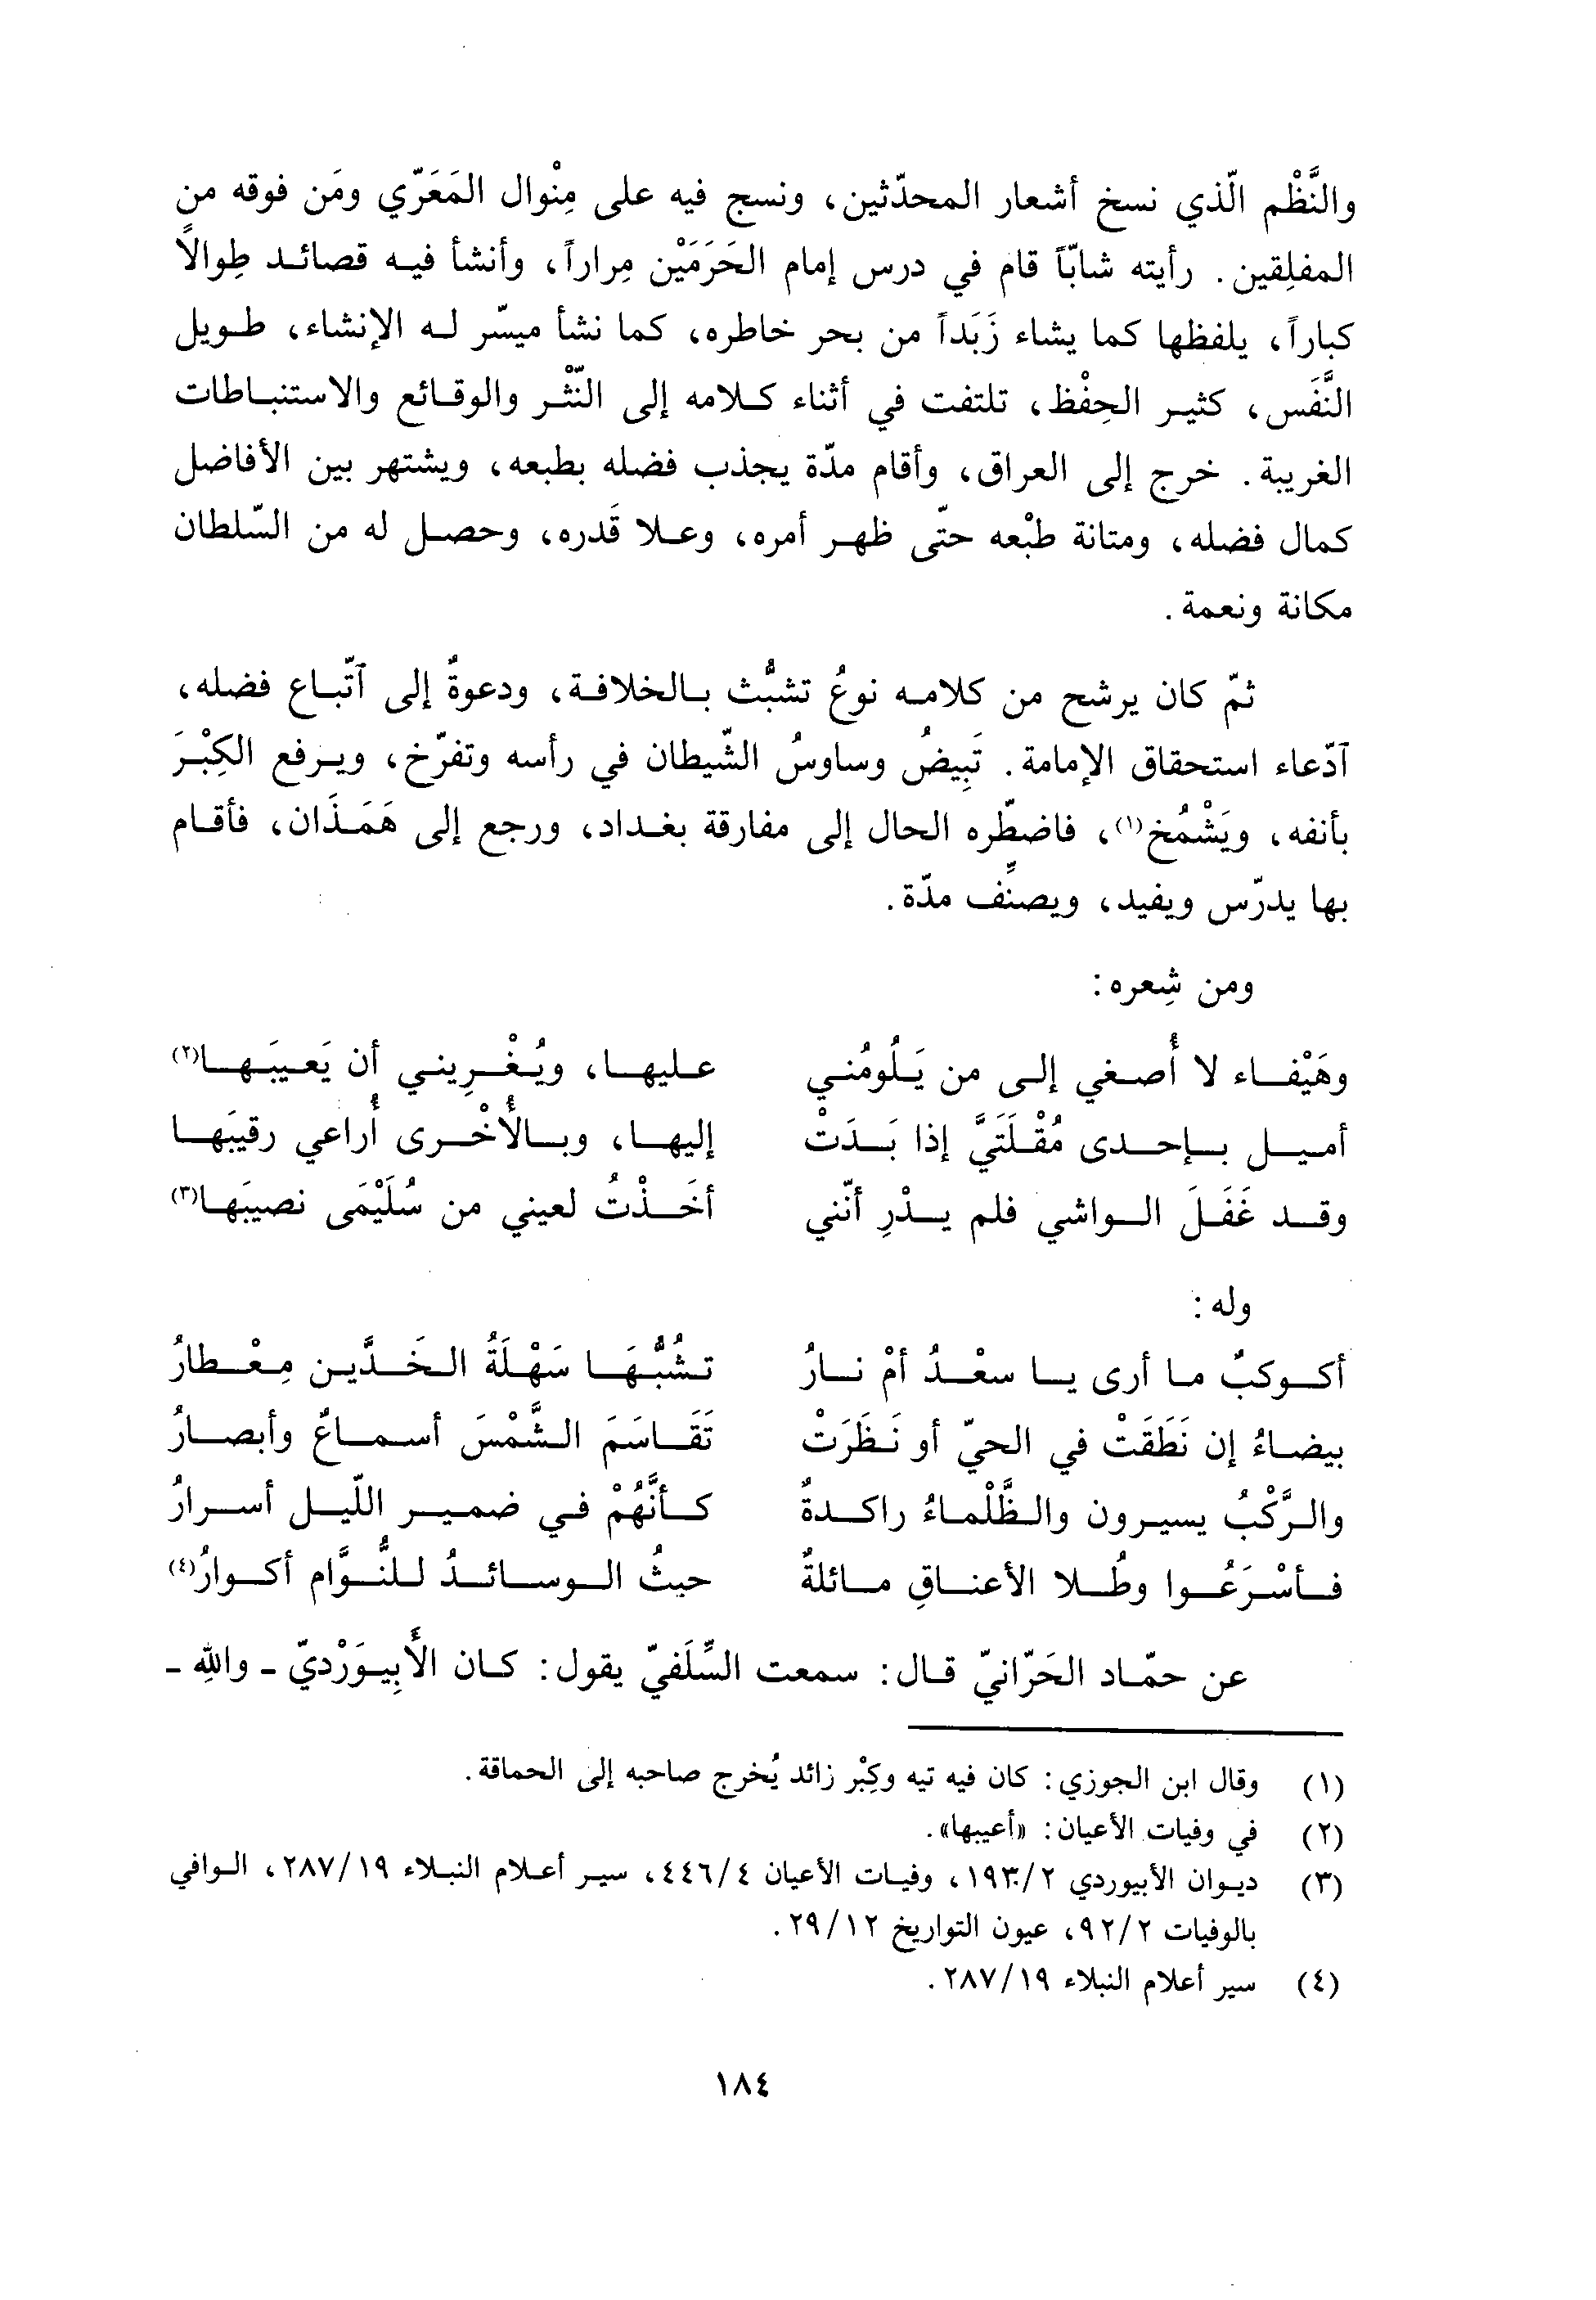 والنَّظْم الّذي نسخ أشعار المحدّثين، ونسج فيه على مِنْوال المَعَرّي ومَن فوقه من
المفلِقين. رأيته شابّاً قام في درس إمام الحَرَمَيْن مِراراً، وأنشأ فيه قصائد طِوالاً
كباراً، يلفظها كما يشاء زَبَداً من بحر خاطره، كما نشأ ميسّر له الإنشاء، طويل
النَّفَس، كثير الحِفْظ، تلتفت في أثناء كلامه إلى النّثْر والوقائع والاستنباطات
الغريبة. خرج إلى العراق، وأقام مدّة يجذب فضله بطبعه، ويشتهر بين الأفاضل
كمال فضله، ومتانة طبْعه حتّى ظهر أمره، وعلا قَدره، وحصل له من السّلطان
مكانة ونعمة.
ثمّ كان يرشح من كلامه نوعُ تشبُّث بالخلافة، ودعوةٌ إلى آتّباع فضله،
آدّعاء استحقاق الإمامة. تَبِيضُ وساوسُ الشّيطان في رأسه وتفرّخ، ويرفع الكِبْرَ
بأنفه، ويَشْمُخ(١)، فاضطّره الحال إلى مفارقة بغداد، ورجع إلى هَمَذَان، فأقام
بها يدرّس ويفيد، ويصنِّف مدّة.
ومن شِعره:
وهَيْفاء لا أُصغي إلى من يَلُومُني عليها، ويُغْرِيني أن يَعيبَها(٢)
أميل بإحدى مُقْلَتَيَّ إذا بَدَتْ إليها، وبالأُخْرى أُراعي رقيبَها
وقد غَفَلَ الواشي فلم يذْرِ أنّني أخَذْتُ لعيني من سُلَيْمَى نصيبَها(٣)
وله:
أكوكبٌ ما أرى يا سعْدُ أمْ نارُ تشُبُّهَا سَهْلَةُ الخَدَّين مِعْطارُ
بيضاءُ إن نَطَقَتْ في الحيّ أو نَظَرَتْ تَقَاسَمَ الشَّمْسَ أسماعٌ وأبصارُ
والرَّكْبُ يسيرون والظَّلْماءُ راكدةٌ كأنَّهُمْ في ضمير اللّيل أسرارُ
فأسْرَعُوا وطُلا الأعناقِ مائلةٌ حيثُ الوسائدُ للنُّوَّام أكوارُ(٤)
عن حمّاد الحَرّانيّ قال: سمعت السِّلَفيّ يقول: كان الأَبِيوَرْديّ - واللهِ -
(١) وقال ابن الجوزي: كان فيه تيه وكِبْر زائد يُخرج صاحبه إلى الحماقة.
(٢) في وفيات الأعيان: «أعيبها».
(٣) ديوان الأبيوردي ١٩٣/٢، وفيات الأعيان ٤٤٦/٤، سير أعلام النبلاء ٢٨٧/١٩، الوافي
بالوفيات ٩٢/٢، عيون التواريخ ٢٩/١٢.
(٤) سير أعلام النبلاء ٢٨٧/١٩.
١٨٤